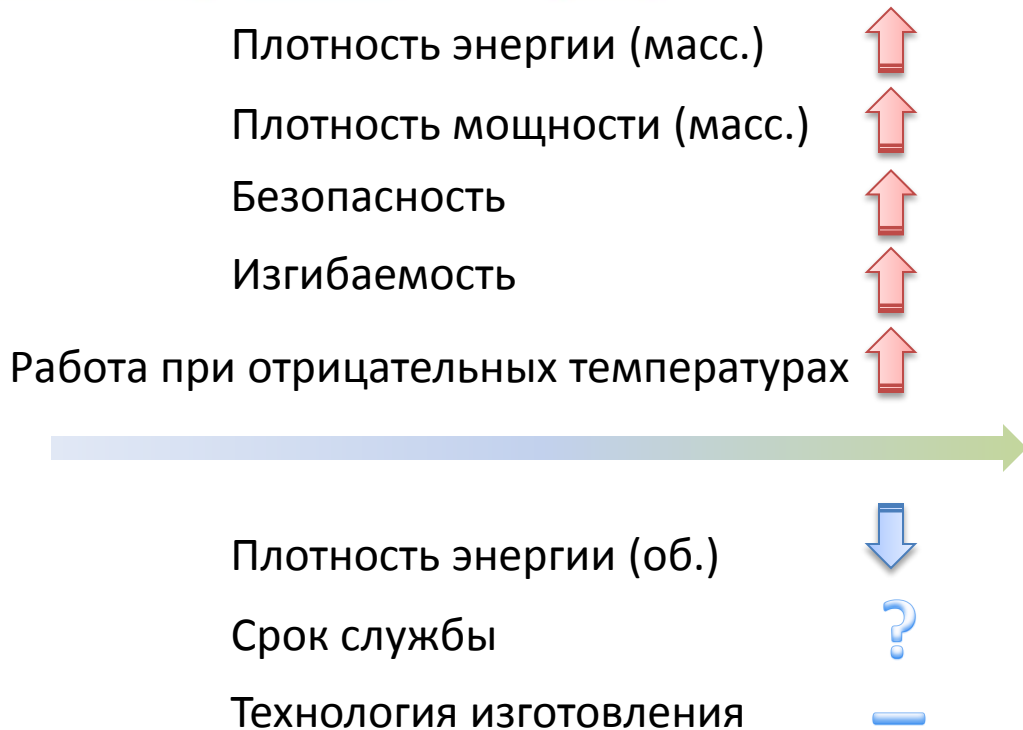 Плотность энергии (масс.)
Плотность мощности (масс.)
Безопасность
Изгибаемость
Работа при отрицательных температурах
Плотность энергии (об.)
Срок службы ?
Технология изготовления –